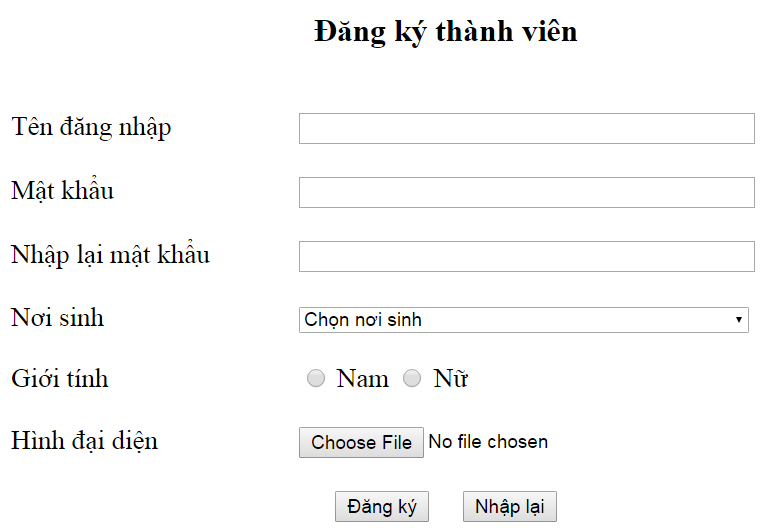 Đăng ký thành viên
Tên đăng nhập
Mật khẩu
Nhập lại mật khẩu
Nơi sinh Chọn nơi sinh
Giới tính Nam Nữ
Hình đại diện Choose File No file chosen
Đăng ký Nhập lại